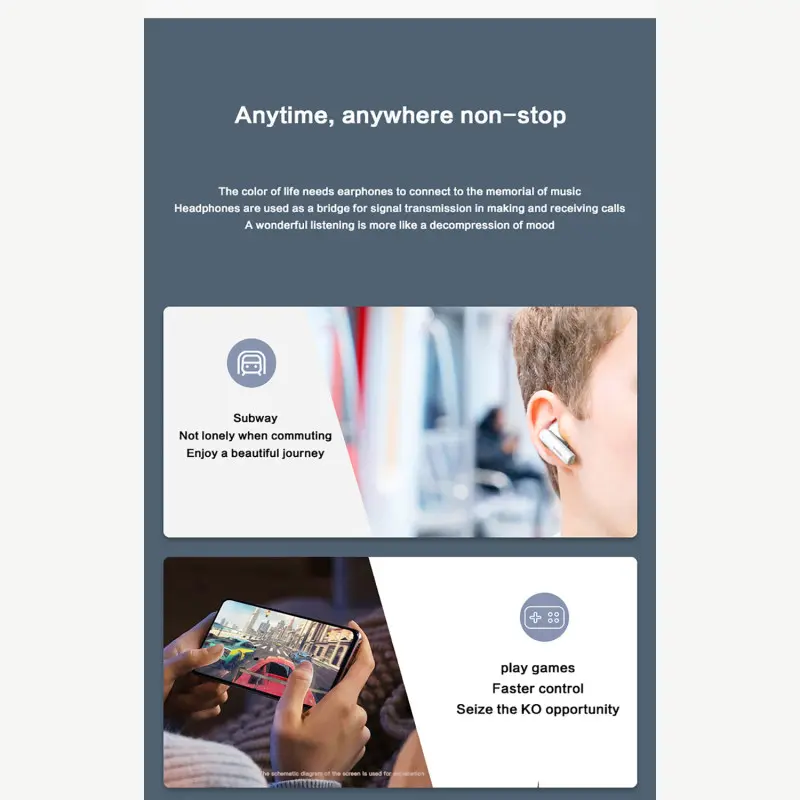 Anytime, anywhere non-stop
The color of life needs earphones to connect to the memorial of music
Headphones are used as a bridge for signal transmission in making and receiving calls
A wonderful listening is more like a decompression of mood
Subway
Not lonely when commuting
Enjoy a beautiful journey
play games
Faster control
Seize the KO opportunity
The schematic diagram of the screen is used for